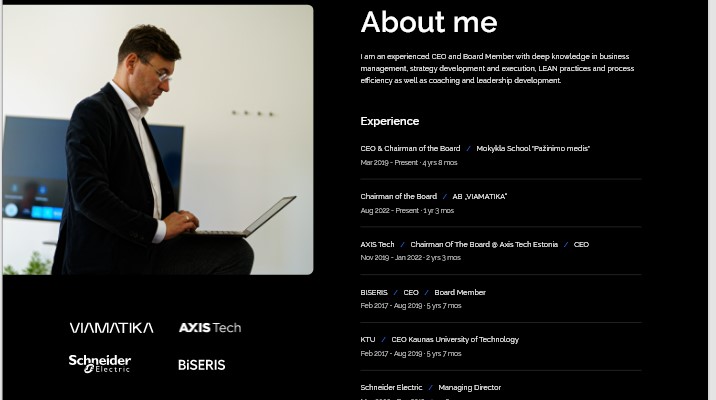 About me
I am an experienced CEO and Board Member with deep knowledge in business
management, strategy development and execution, LEAN practices and process
efficiency as well as coaching and leadership development.
Experience
CEO & Chairman of the Board / Mokykla School "Pažinimo medis"
Mar 2019 - Present · 4 yrs 8 mos
Chairman of the Board / AB „VIAMATIKA"
Aug 2022 - Present · 1 yr 3 mos
AXIS Tech / Chairman Of The Board @ Axis Tech Estonia / CEO
Nov 2019 - Jan 2022 · 2 yrs 3 mos
BiSERIS / CEO / Board Member
Feb 2017 - Aug 2019 · 5 yrs 7 mos
KTU / CEO Kaunas University of Technology
Feb 2017 - Aug 2019 · 5 yrs 7 mos
Schneider Electric / Managing Director
VIAMATIKA
AXIS Tech
Schneider
Electric
BiSERIS